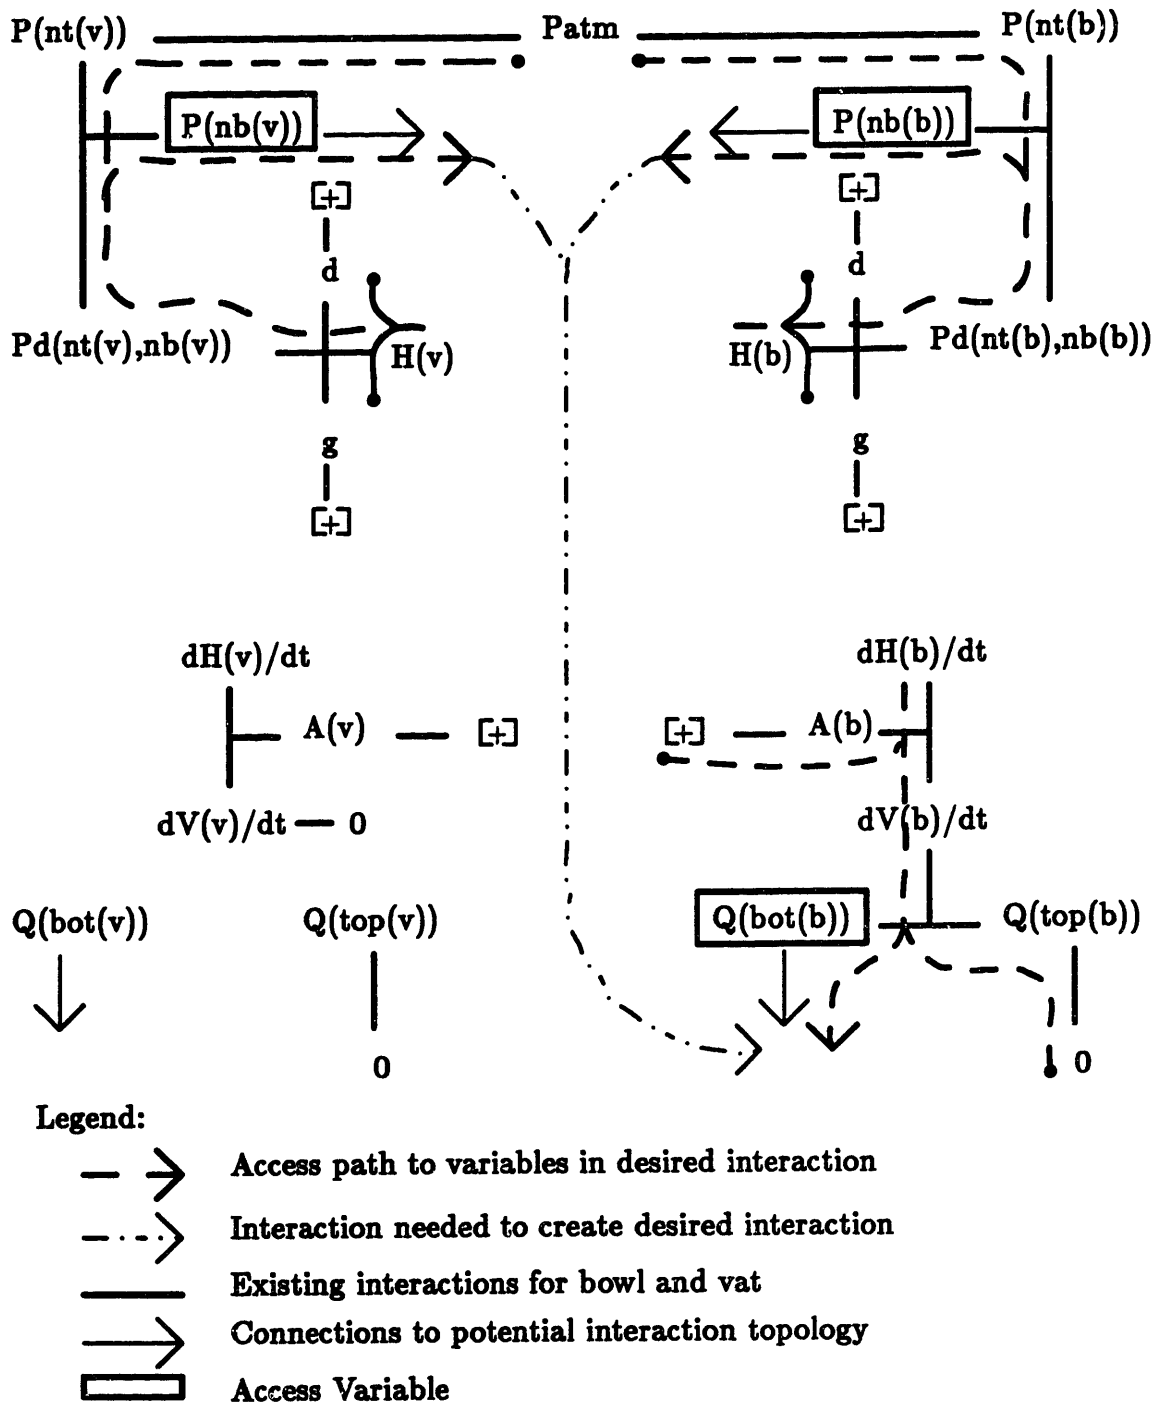 P(nt(v)) Patm P(nt(b))
P(nb(v)) P(nb(b))
[+] [+]
d d
Pd(nt(v),nb(v)) H(v) H(b) Pd(nt(b),nb(b))
g g
[+] [+]
dH(v)/dt dH(b)/dt
A(v) [+] [+] A(b)
dV(v)/dt 0 dV(b)/dt
Q(bot(v)) Q(top(v)) Q(bot(b)) Q(top(b))
0 0
Legend:
Access path to variables in desired interaction
Interaction needed to create desired interaction
Existing interactions for bowl and vat
Connections to potential interaction topology
Access Variable